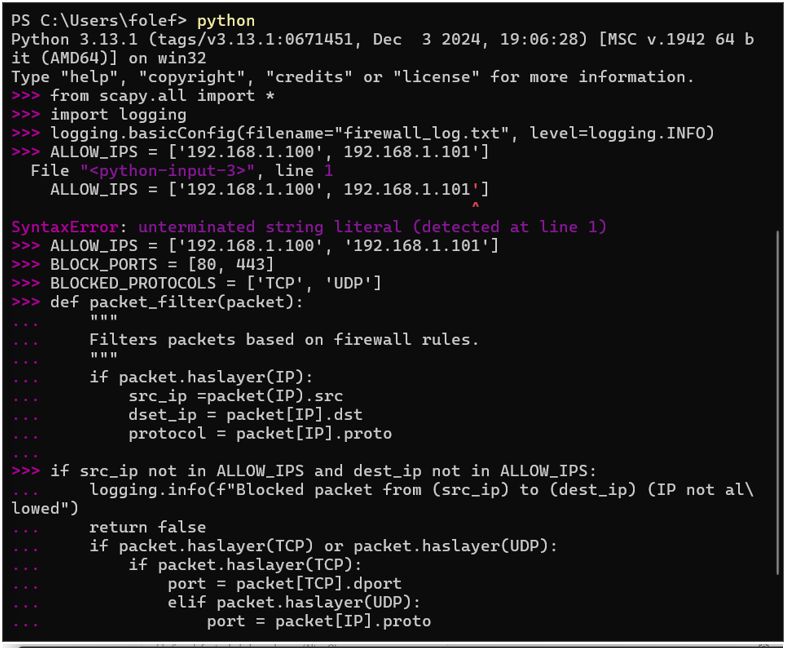 PS C:\Users\folef> python
Python 3.13.1 (tags/v3.13.1:0671451, Dec  3 2024, 19:06:28) [MSC v.1942 64 b
it (AMD64)] on win32
Type "help", "copyright", "credits" or "license" for more information.
>>> from scapy.all import *
>>> import logging
>>> logging.basicConfig(filename="firewall_log.txt", level=logging.INFO)
>>> ALLOW_IPS = ['192.168.1.100', 192.168.1.101']
  File "<python-input-3>", line 1
    ALLOW_IPS = ['192.168.1.100', 192.168.1.101']
                                               ^
SyntaxError: unterminated string literal (detected at line 1)
>>> ALLOW_IPS = ['192.168.1.100', '192.168.1.101']
>>> BLOCK_PORTS = [80, 443]
>>> BLOCKED_PROTOCOLS = ['TCP', 'UDP']
>>> def packet_filter(packet):
...     """
...     Filters packets based on firewall rules.
...     """
...     if packet.haslayer(IP):
...         src_ip =packet(IP).src
...         dset_ip = packet[IP].dst
...         protocol = packet[IP].proto
...
>>> if src_ip not in ALLOW_IPS and dest_ip not in ALLOW_IPS:
...     logging.info(f"Blocked packet from (src_ip) to (dest_ip) (IP not al\
lowed")
...     return false
...     if packet.haslayer(TCP) or packet.haslayer(UDP):
...         if packet.haslayer(TCP):
...             port = packet[TCP].dport
...             elif packet.haslayer(UDP):
...                 port = packet[IP].proto